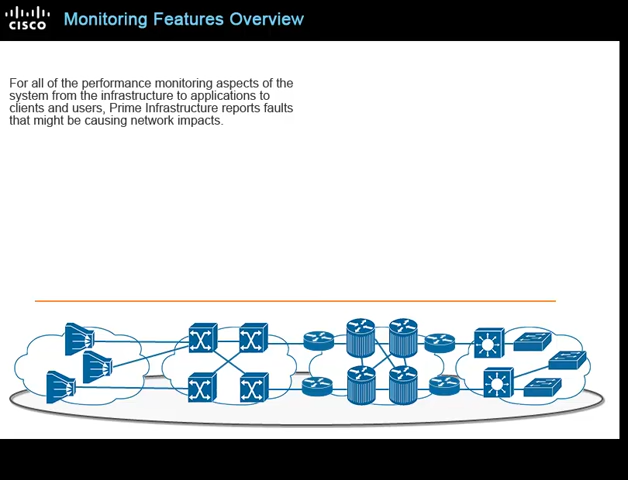 CISCO
Monitoring Features Overview
For all of the performance monitoring aspects of the
system from the infrastructure to applications to
clients and users, Prime Infrastructure reports faults
that might be causing network impacts.